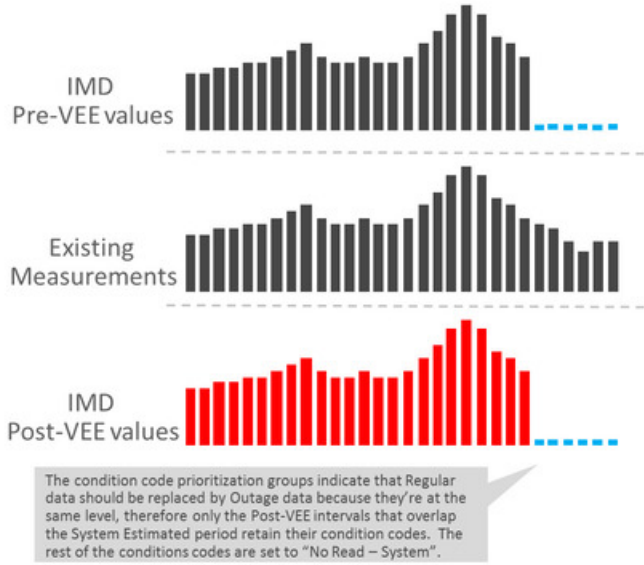 IMD
Pre-VEE values
Existing
Measurements
IMD
Post-VEE values
The condition code prioritization groups indicate that Regular
data should be replaced by Outage data because they're at the
same level, therefore only the Post-VEE intervals that overlap
the System Estimated period retain their condition codes.  The
rest of the conditions codes are set to “No Read – System”.